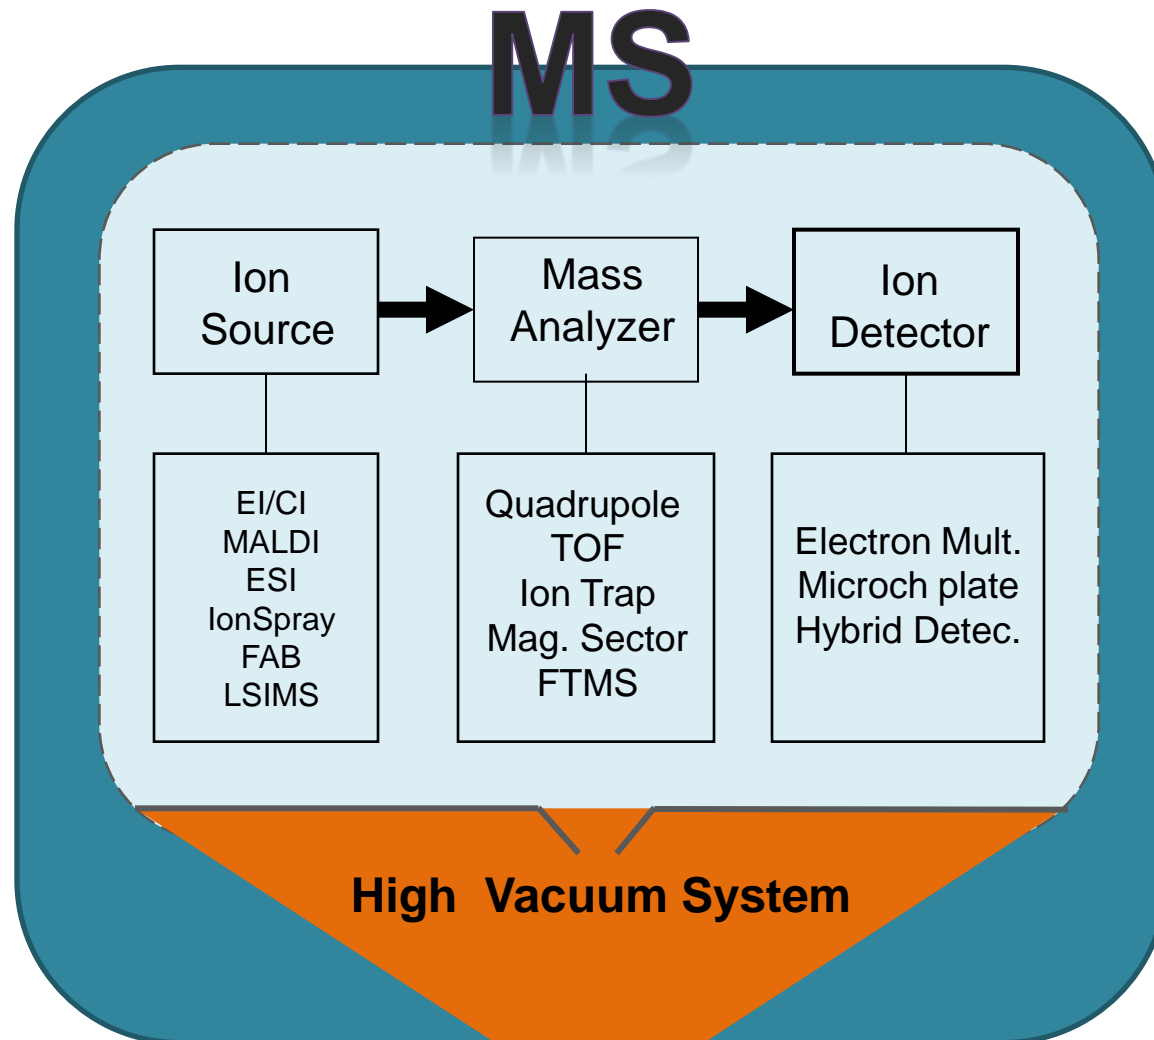 MS
Ion
Source
Mass
Analyzer
Ion
Detector
EI/CI
MALDI
ESI
IonSpray
FAB
LSIMS
Quadrupole
TOF
Ion Trap
Mag. Sector
FTMS
Electron Mult.
Microch plate
Hybrid Detec.
High Vacuum System